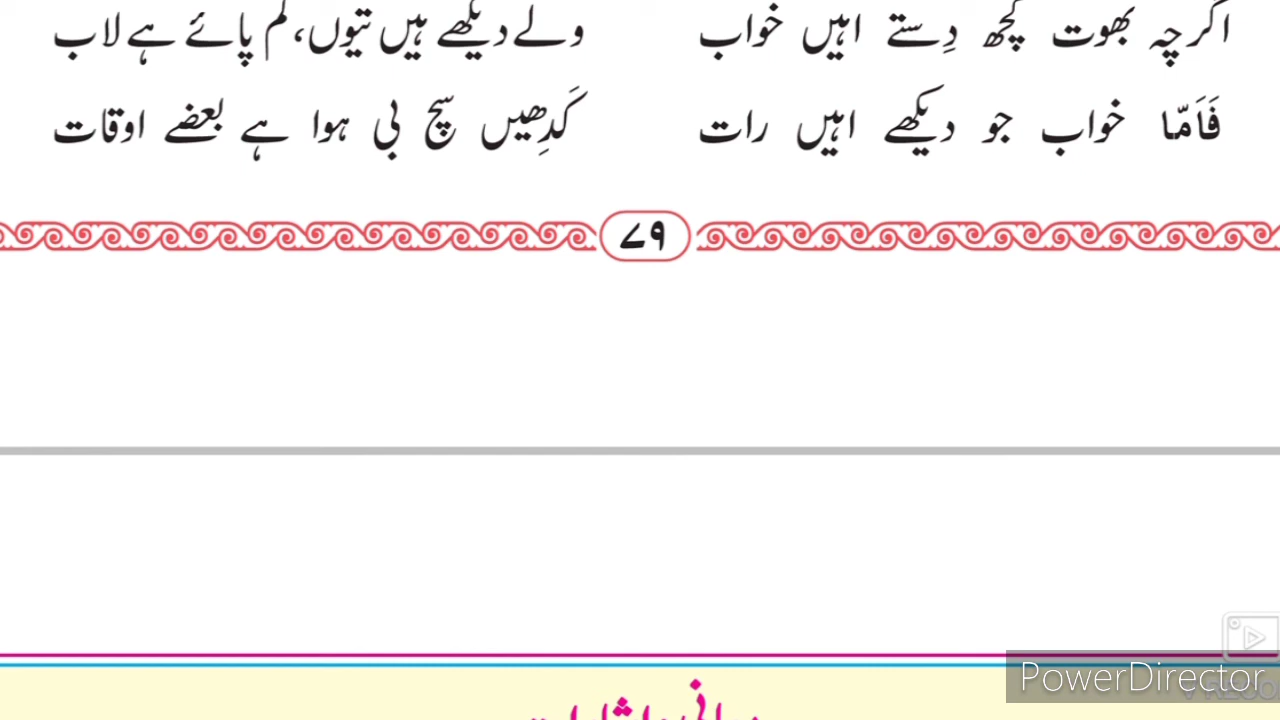 اگرچہ بھوت کچھ دِستے اہیں خواب ولے دیکھے ہیں تیوں، کم پائے ہے لاب
فَاَمّا خواب جو دیکھے اہیں رات کَدِھیں سچ بی ہوا ہے بعضے اوقات
۷۹
PowerDirector